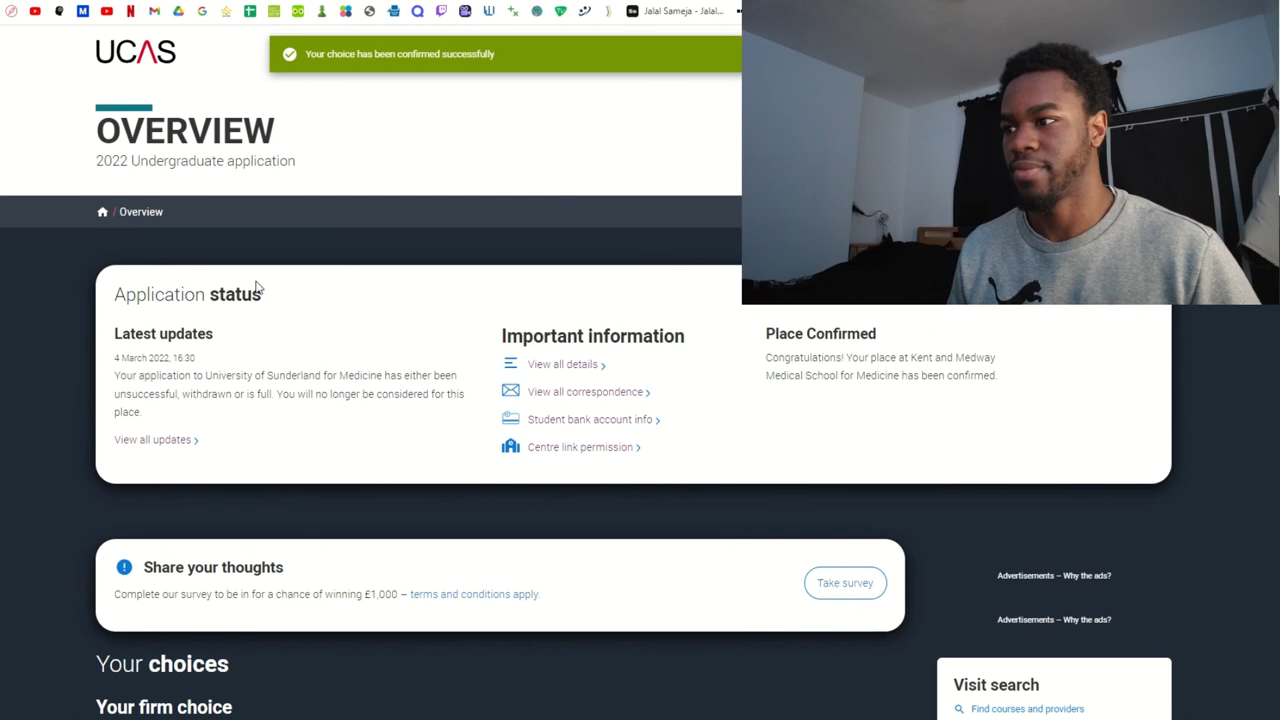 Jalal Sameja - Jalal...
UCAS
Your choice has been confirmed successfully
OVERVIEW
2022 Undergraduate application
/ Overview
Application status
Latest updates
4 March 2022, 16:30
Your application to University of Sunderland for Medicine has either been
unsuccessful, withdrawn or is full. You will no longer be considered for this
place.
View all updates
Important information
View all details
View all correspondence
Student bank account info
Centre link permission
Place Confirmed
Congratulations! Your place at Kent and Medway
Medical School for Medicine has been confirmed.
Share your thoughts
Complete our survey to be in for a chance of winning £1,000 – terms and conditions apply.
Take survey
Advertisements – Why the ads?
Advertisements – Why the ads?
Your choices
Your firm choice
Visit search
Find courses and providers